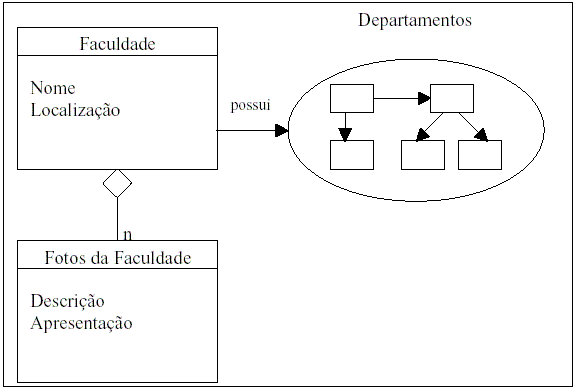 Departamentos
Faculdade
Nome
Localização
possui
n
Fotos da Faculdade
Descrição
Apresentação